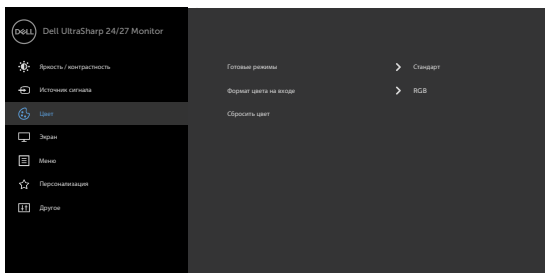 DELL Dell UltraSharp 24/27 Monitor
Яркость / контрастность
Готовые режимы Стандарт
Источник сигнала
Формат цвета на входе RGB
Цвет
Сбросить цвет
Экран
Меню
Персонализация
Другое